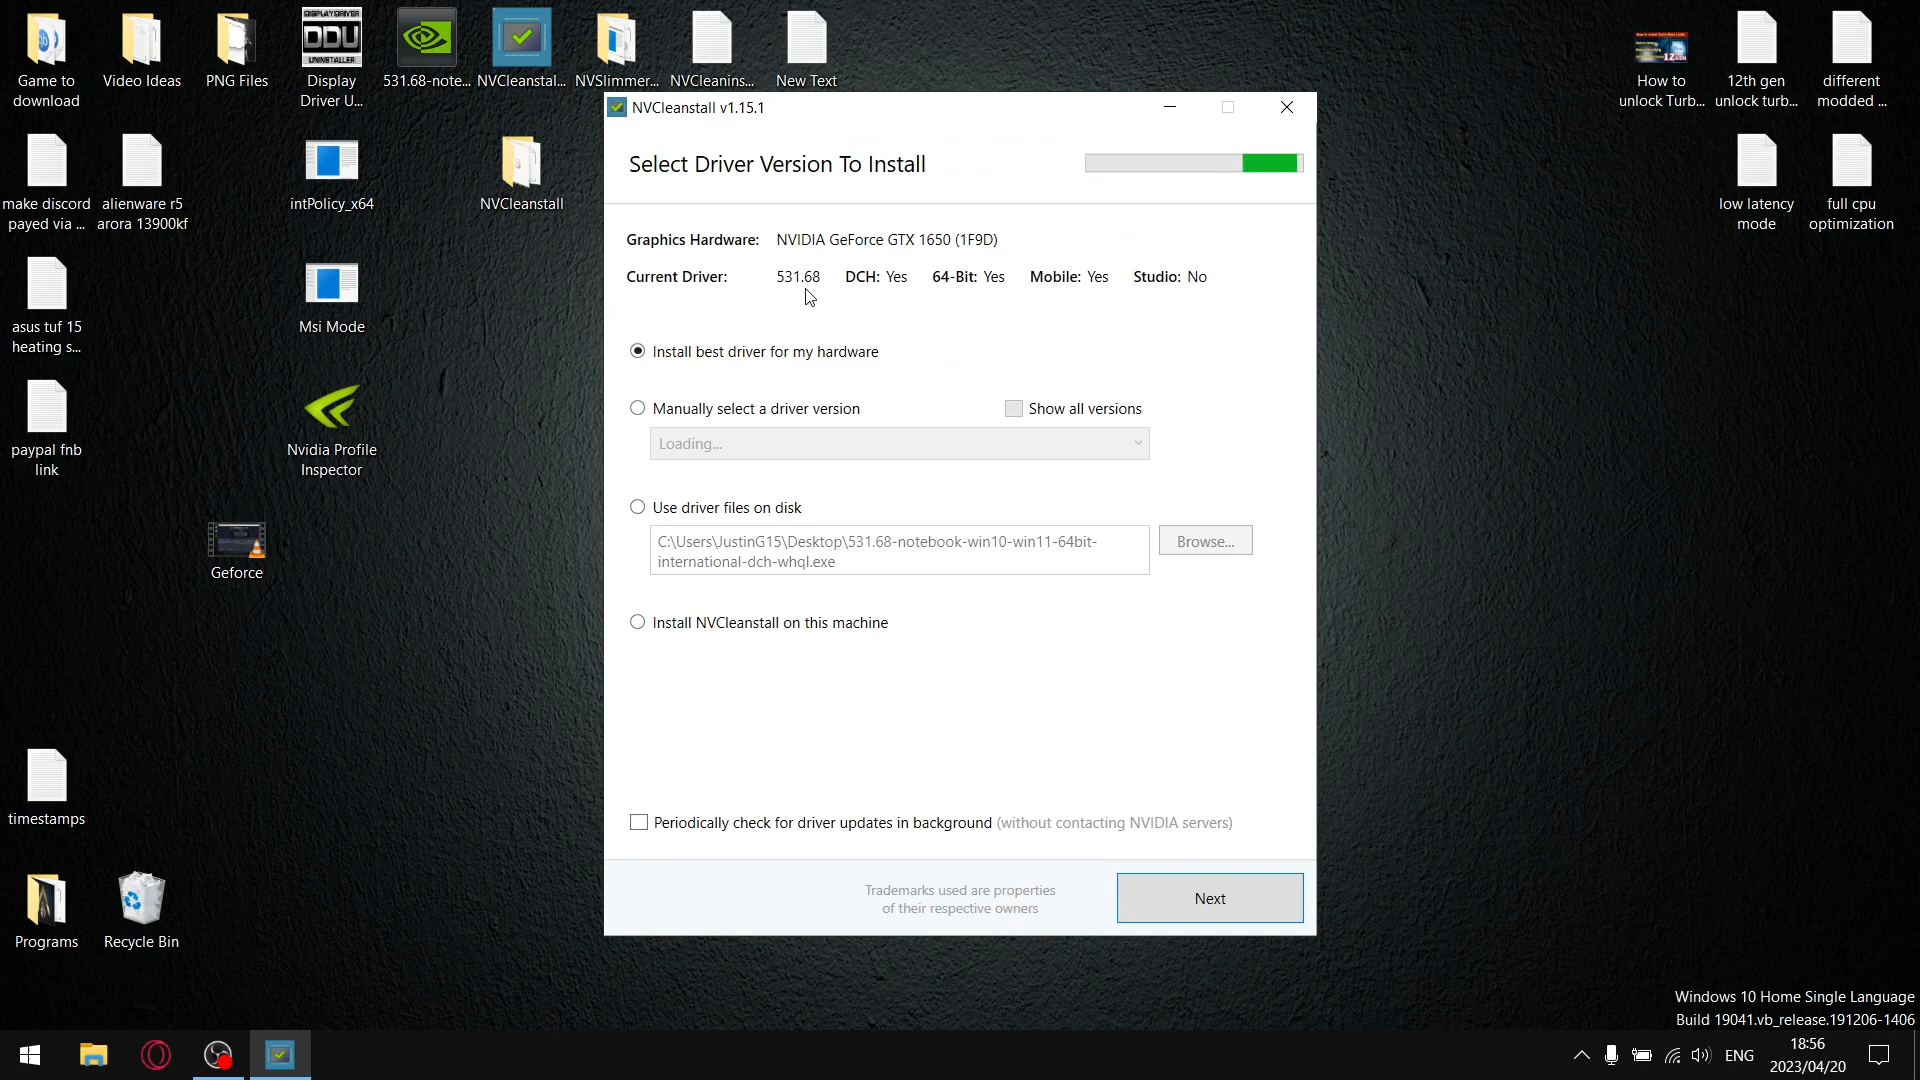 Game to
download
Video Ideas
PNG Files
DISPLAY DRIVER
DDU
UNINSTALLER
Display
Driver U...
531.68-note...
NVCleanstal...
NVSlimmer...
NVCleanins...
New Text
How to
unlock Turb...
12th gen
unlock turb...
different
modded ...
make discord
payed via ...
alienware r5
arora 13900kf
intPolicy_x64
NVCleanstall
low latency
mode
full cpu
optimization
asus tuf 15
heating s...
Msi Mode
paypal fnb
link
Nvidia Profile
Inspector
Geforce
timestamps
Programs
Recycle Bin
NVCleanstall v1.15.1
Select Driver Version To Install
Graphics Hardware: NVIDIA GeForce GTX 1650 (1F9D)
Current Driver: 531.68 DCH: Yes 64-Bit: Yes Mobile: Yes Studio: No
Install best driver for my hardware
Manually select a driver version
Show all versions
Loading...
Use driver files on disk
C:\Users\JustinG15\Desktop\531.68-notebook-win10-win11-64bit-
international-dch-whql.exe
Browse...
Install NVCleanstall on this machine
Periodically check for driver updates in background (without contacting NVIDIA servers)
Trademarks used are properties
of their respective owners
Next
Windows 10 Home Single Language
Build 19041.vb_release.191206-1406
ENG
18:56
2023/04/20